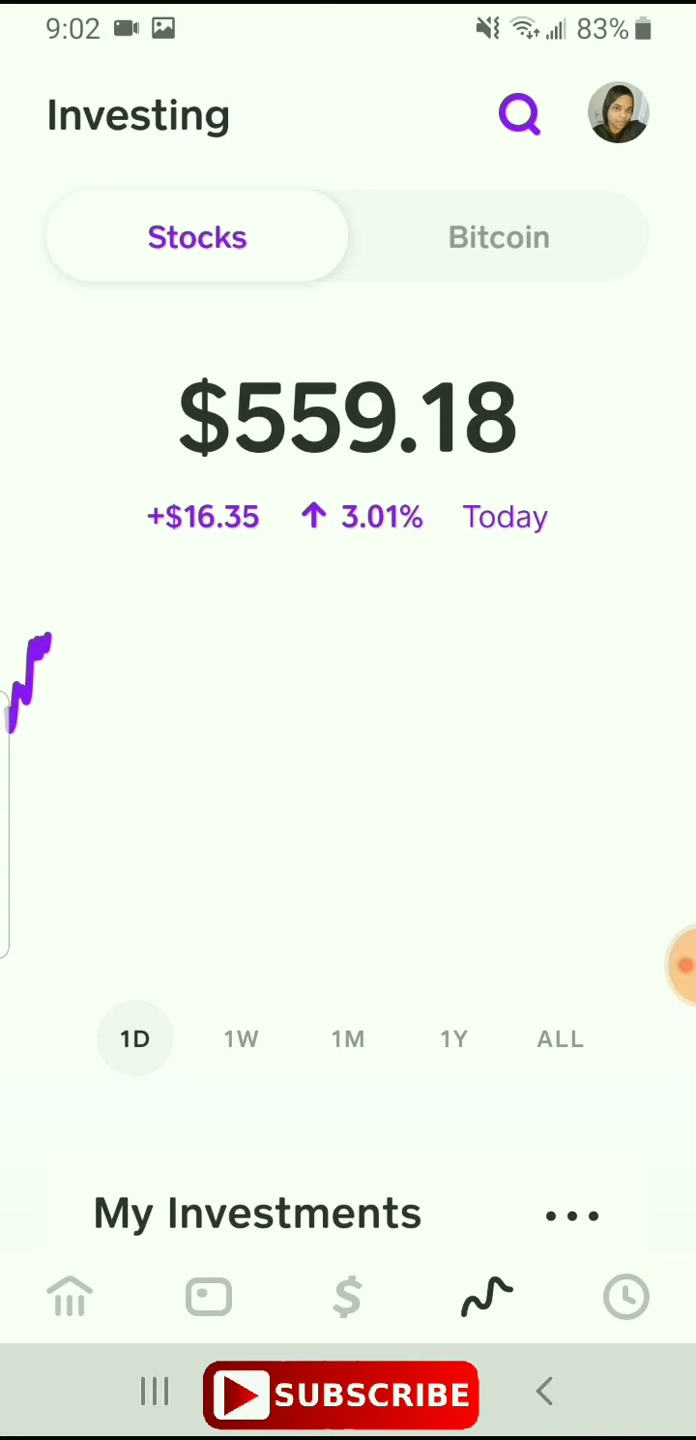 9:02 83%
Investing
Stocks Bitcoin
$559.18
+$16.35 ↑ 3.01% Today
1D 1W 1M 1Y ALL
My Investments
$
SUBSCRIBE